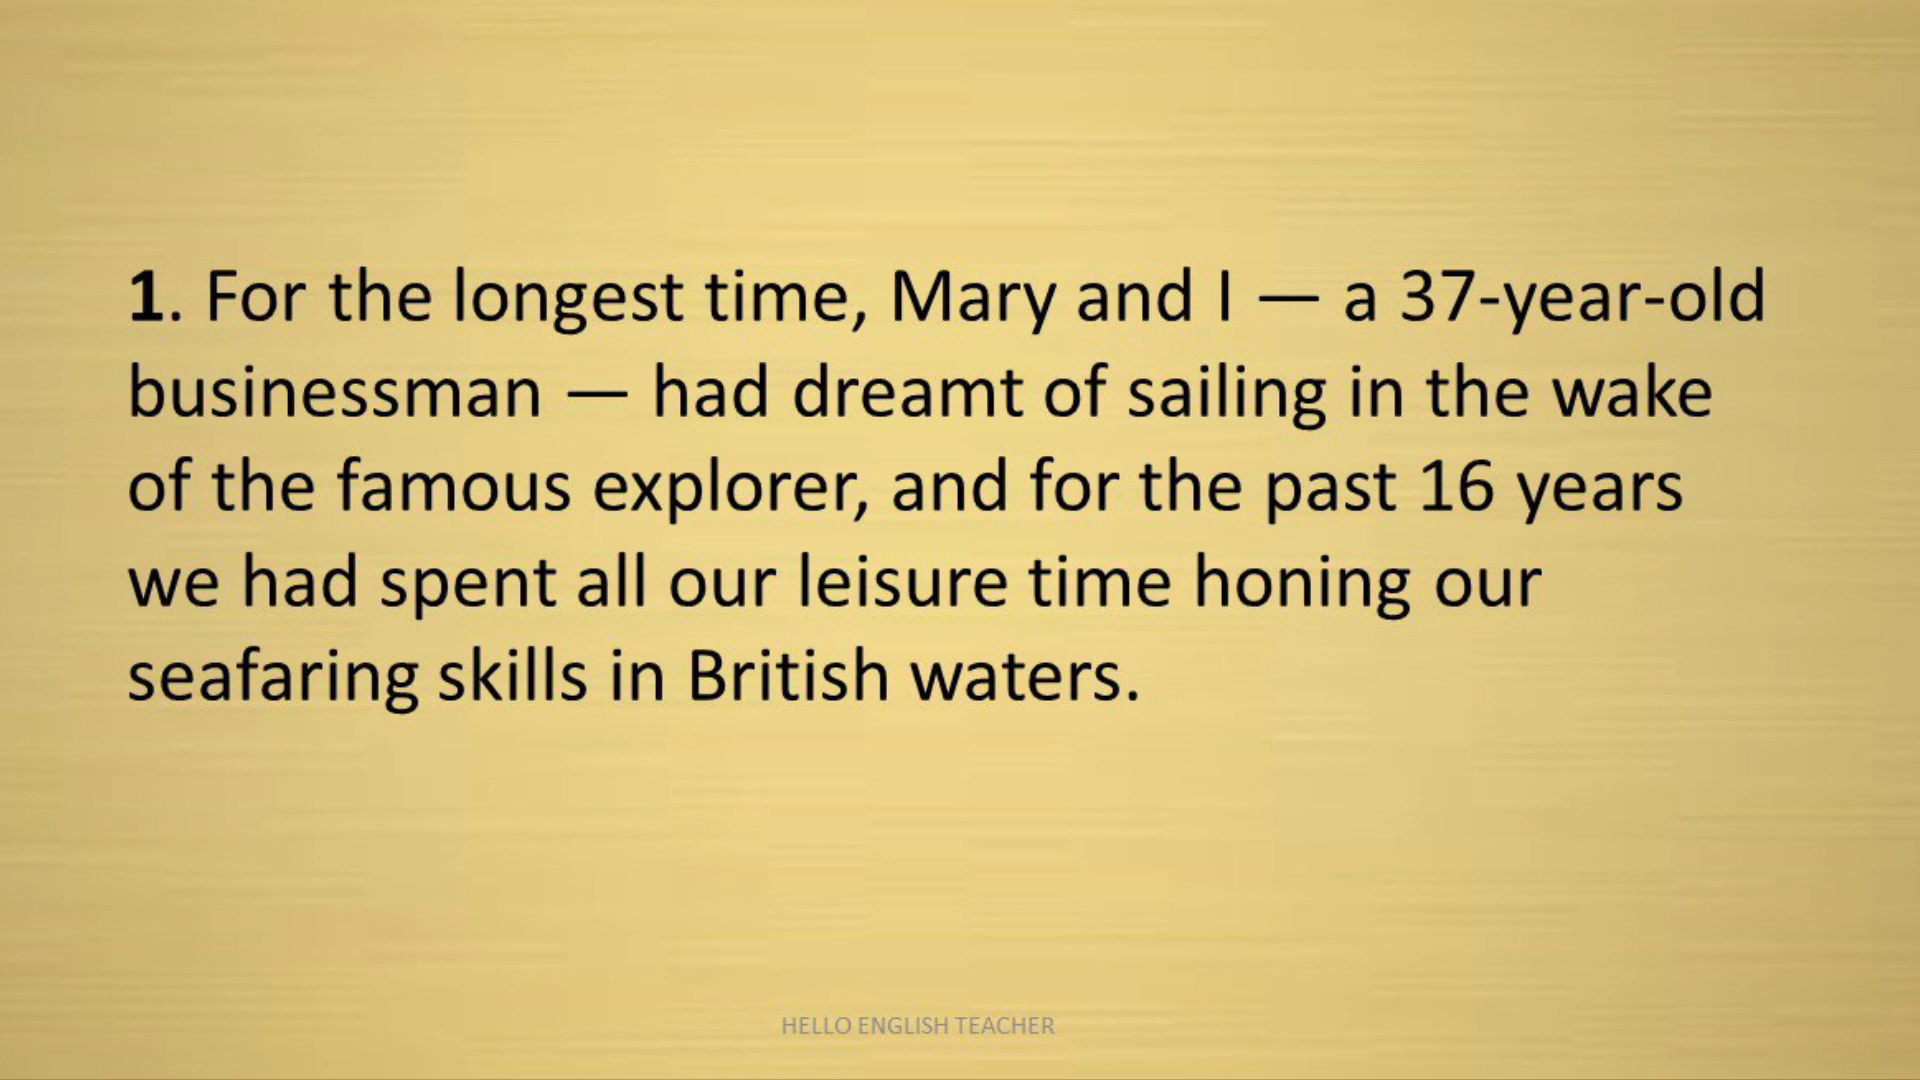 1. For the longest time, Mary and I — a 37-year-old
businessman — had dreamt of sailing in the wake
of the famous explorer, and for the past 16 years
we had spent all our leisure time honing our
seafaring skills in British waters.
HELLO ENGLISH TEACHER